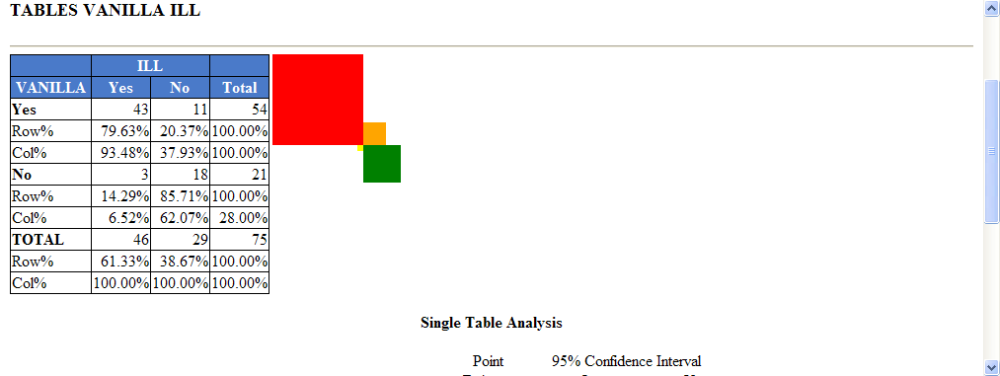 TABLES VANILLA ILL
ILL
VANILLA Yes No Total
Yes 43 11 54
Row% 79.63% 20.37% 100.00%
Col% 93.48% 37.93% 100.00%
No 3 18 21
Row% 14.29% 85.71% 100.00%
Col% 6.52% 62.07% 28.00%
TOTAL 46 29 75
Row% 61.33% 38.67% 100.00%
Col% 100.00% 100.00% 100.00%
Single Table Analysis
Point 95% Confidence Interval